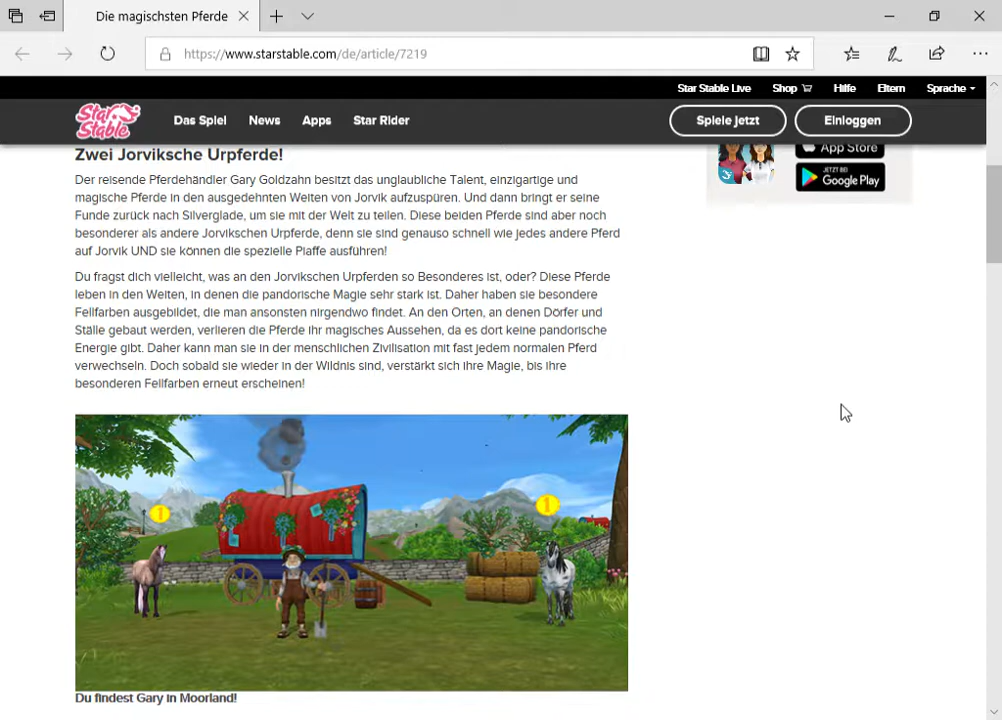 Die magischsten Pferde
https://www.starstable.com/de/article/7219
Star Stable Live Shop Hilfe Eltern Sprache
Star Stable
Das Spiel News Apps Star Rider Spiele jetzt Einloggen
Zwei Jorviksche Urpferde!
App Store
JETZT BEI
Google Play
Der reisende Pferdehändler Gary Goldzahn besitzt das unglaubliche Talent, einzigartige und
magische Pferde in den ausgedehnten Welten von Jorvik aufzuspüren. Und dann bringt er seine
Funde zurück nach Silverglade, um sie mit der Welt zu teilen. Diese beiden Pferde sind aber noch
besonderer als andere Jorvikschen Urpferde, denn sie sind genauso schnell wie jedes andere Pferd
auf Jorvik UND sie können die spezielle Piaffe ausführen!
Du fragst dich vielleicht, was an den Jorvikschen Urpferden so Besonderes ist, oder? Diese Pferde
leben in den Welten, in denen die pandorische Magie sehr stark ist. Daher haben sie besondere
Fellfarben ausgebildet, die man ansonsten nirgendwo findet. An den Orten, an denen Dörfer und
Ställe gebaut werden, verlieren die Pferde ihr magisches Aussehen, da es dort keine pandorische
Energie gibt. Daher kann man sie in der menschlichen Zivilisation mit fast jedem normalen Pferd
verwechseln. Doch sobald sie wieder in der Wildnis sind, verstärkt sich ihre Magie, bis ihre
besonderen Fellfarben erneut erscheinen!
Du findest Gary in Moorland!